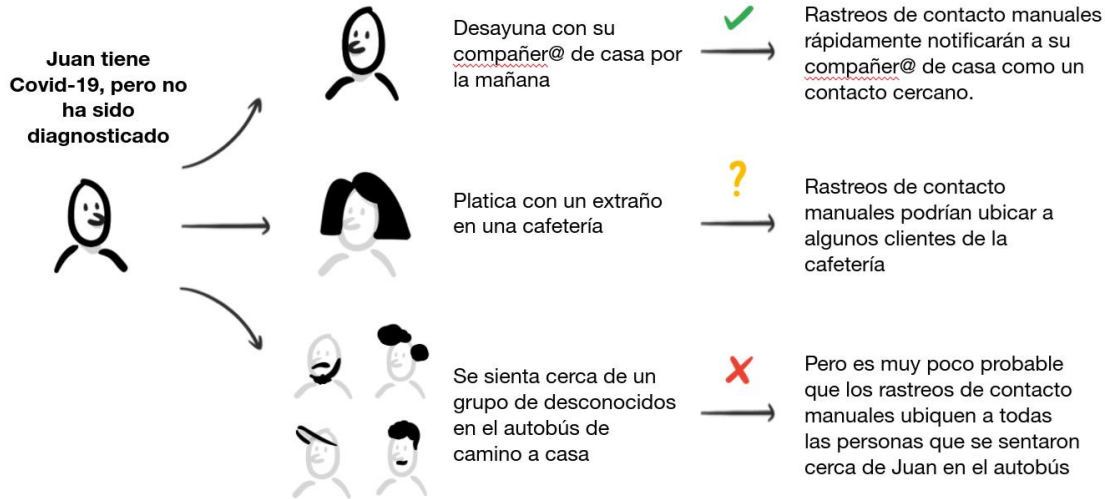 Juan tiene
Covid-19, pero no
ha sido
diagnosticado
Desayuna con su
compañer@ de casa por
la mañana
Rastreos de contacto manuales
rápidamente notificarán a su
compañer@ de casa como un
contacto cercano.
Platica con un extraño
en una cafetería
?
Rastreos de contacto
manuales podrían ubicar a
algunos clientes de la
cafetería
Se sienta cerca de un
grupo de desconocidos
en el autobús de
camino a casa
Pero es muy poco probable
que los rastreos de contacto
manuales ubiquen a todas
las personas que se sentaron
cerca de Juan en el autobús